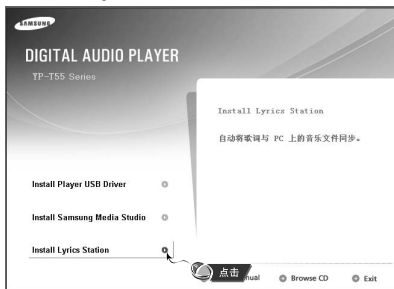 SAMSUNG
DIGITAL AUDIO PLAYER
YP-T55 Series
Install Lyrics Station
自动将歌词与 PC 上的音乐文件同步。
Install Player USB Driver
Install Samsung Media Studio
Install Lyrics Station
点击
Browse CD
Exit